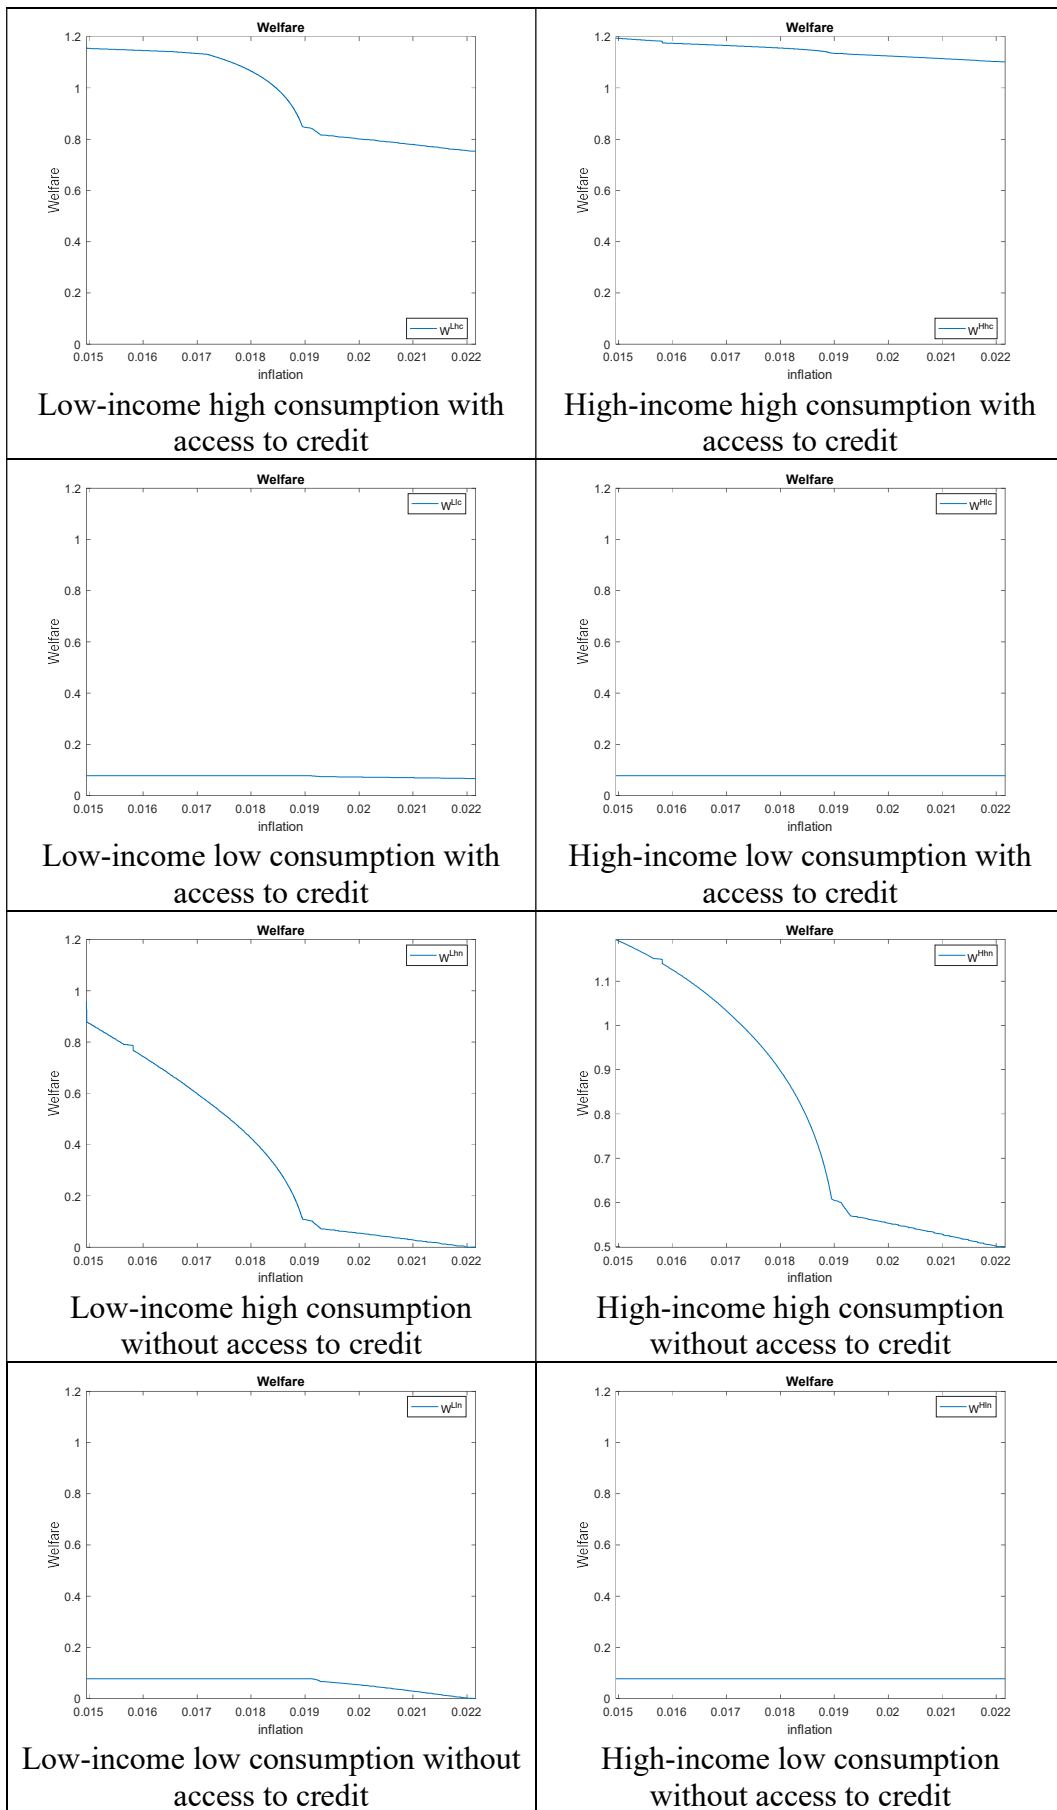 Welfare
1.2
1
0.8
0.6
0.4
0.2
0
Welfare
W^Lhc
0.015 0.016 0.017 0.018 0.019 0.02 0.021 0.022
inflation
Low-income high consumption with
access to credit
Welfare
1.2
1
0.8
0.6
0.4
0.2
0
Welfare
W^Hhc
0.015 0.016 0.017 0.018 0.019 0.02 0.021 0.022
inflation
High-income high consumption with
access to credit
Welfare
1.2
1
0.8
0.6
0.4
0.2
0
Welfare
W^Llc
0.015 0.016 0.017 0.018 0.019 0.02 0.021 0.022
inflation
Low-income low consumption with
access to credit
Welfare
1.2
1
0.8
0.6
0.4
0.2
0
Welfare
W^Hlc
0.015 0.016 0.017 0.018 0.019 0.02 0.021 0.022
inflation
High-income low consumption with
access to credit
Welfare
1.2
1
0.8
0.6
0.4
0.2
0
Welfare
W^Lhn
0.015 0.016 0.017 0.018 0.019 0.02 0.021 0.022
inflation
Low-income high consumption
without access to credit
Welfare
1.1
1
0.9
0.8
0.7
0.6
0.5
Welfare
W^Hhn
0.015 0.016 0.017 0.018 0.019 0.02 0.021 0.022
inflation
High-income high consumption
without access to credit
Welfare
1.2
1
0.8
0.6
0.4
0.2
0
Welfare
W^Lln
0.015 0.016 0.017 0.018 0.019 0.02 0.021 0.022
inflation
Low-income low consumption without
access to credit
Welfare
1.2
1
0.8
0.6
0.4
0.2
0
Welfare
W^Hln
0.015 0.016 0.017 0.018 0.019 0.02 0.021 0.022
inflation
High-income low consumption
without access to credit